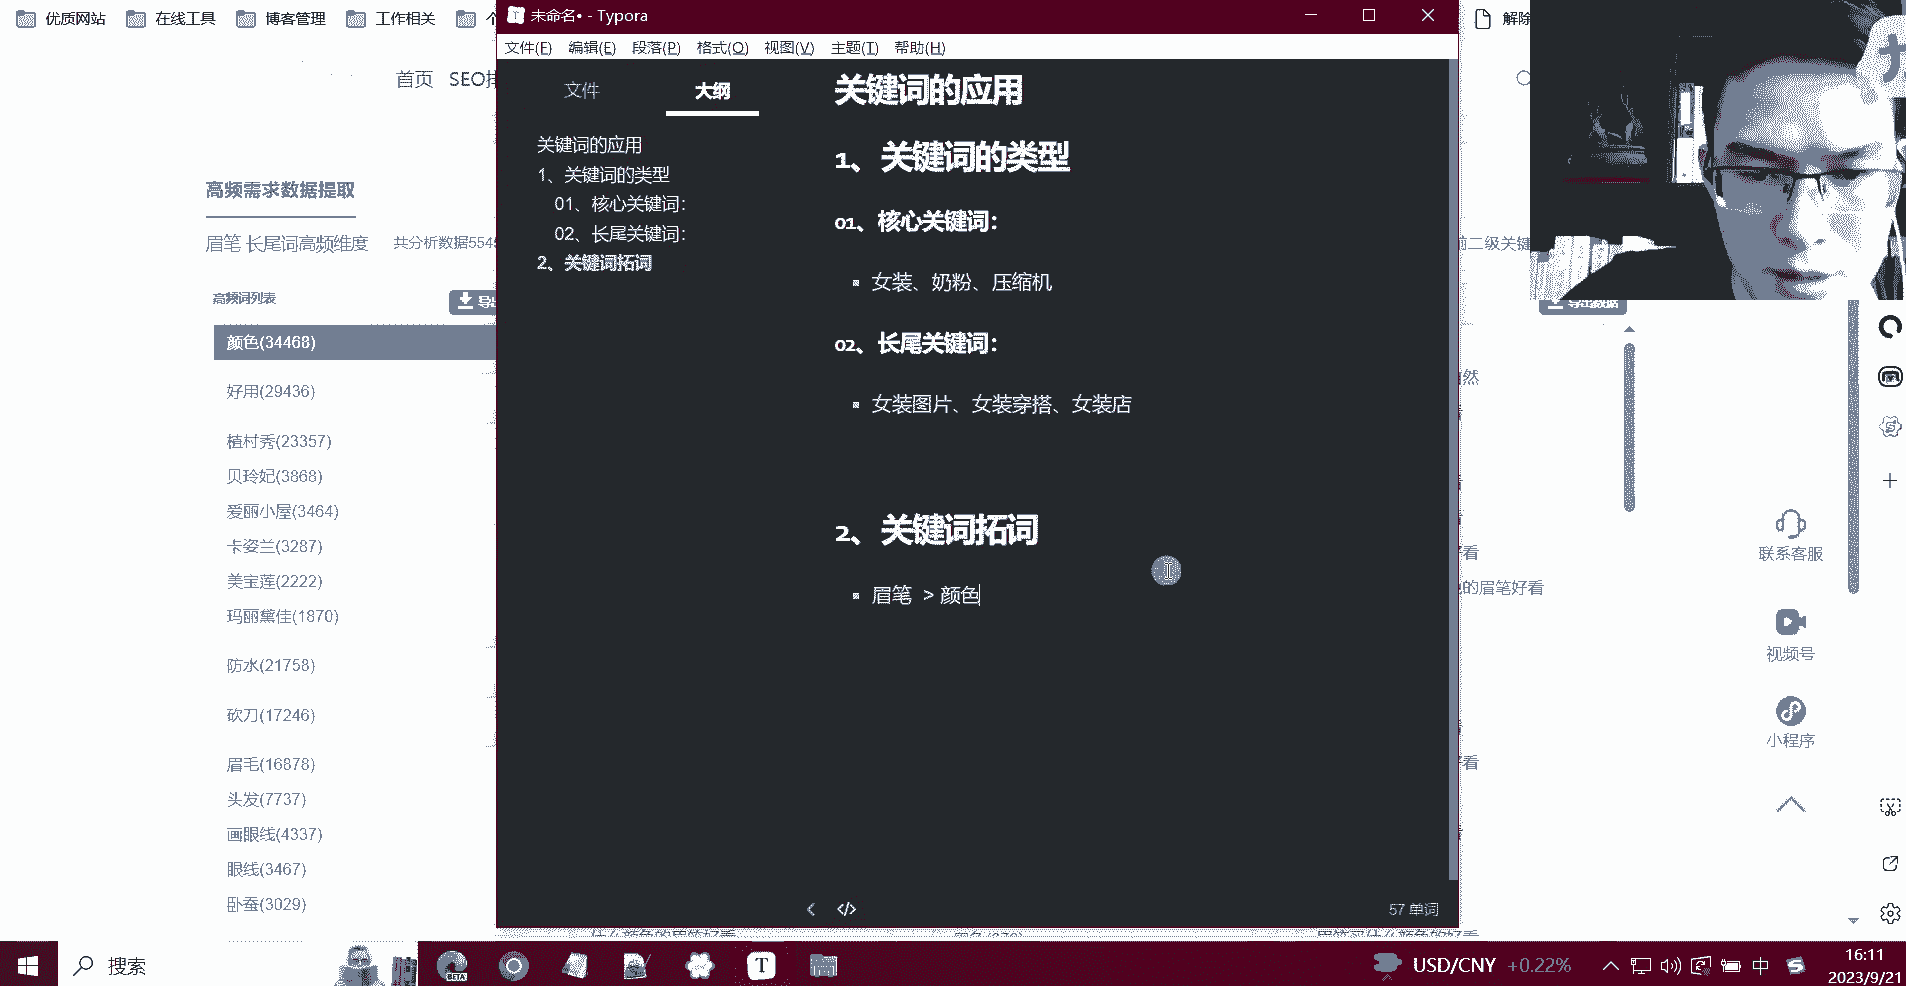 优质网站
在线工具
博客管理
工作相关
个
未命名• - Typora
解除
文件(F) 编辑(E) 段落(P) 格式(O) 视图(V) 主题(T) 帮助(H)
首页 SEO排
文件
大纲
关键词的应用
1、关键词的类型
01、核心关键词：
02、长尾关键词：
2、关键词拓词
关键词的应用
1、关键词的类型
01、核心关键词：
女装、奶粉、压缩机
02、长尾关键词：
女装图片、女装穿搭、女装店
2、关键词拓词
眉笔 > 颜色
57 单词
高频需求数据提取
眉笔 长尾词高频维度
共分析数据5545
二级关键
高频词列表
导出
导出数据
颜色(34468)
好用(29436)
植村秀(23357)
贝玲妃(3868)
爱丽小屋(3464)
卡姿兰(3287)
美宝莲(2222)
玛丽黛佳(1870)
防水(21758)
砍刀(17246)
眉毛(16878)
头发(7737)
画眼线(4337)
眼线(3467)
卧蚕(3029)
然
看
的眉笔好看
看
联系客服
视频号
小程序
搜索
BETA
USD/CNY +0.22%
中
16:11
2023/9/21